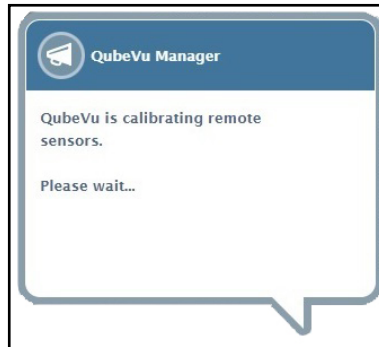 QubeVu Manager
QubeVu is calibrating remote
sensors.
Please wait...